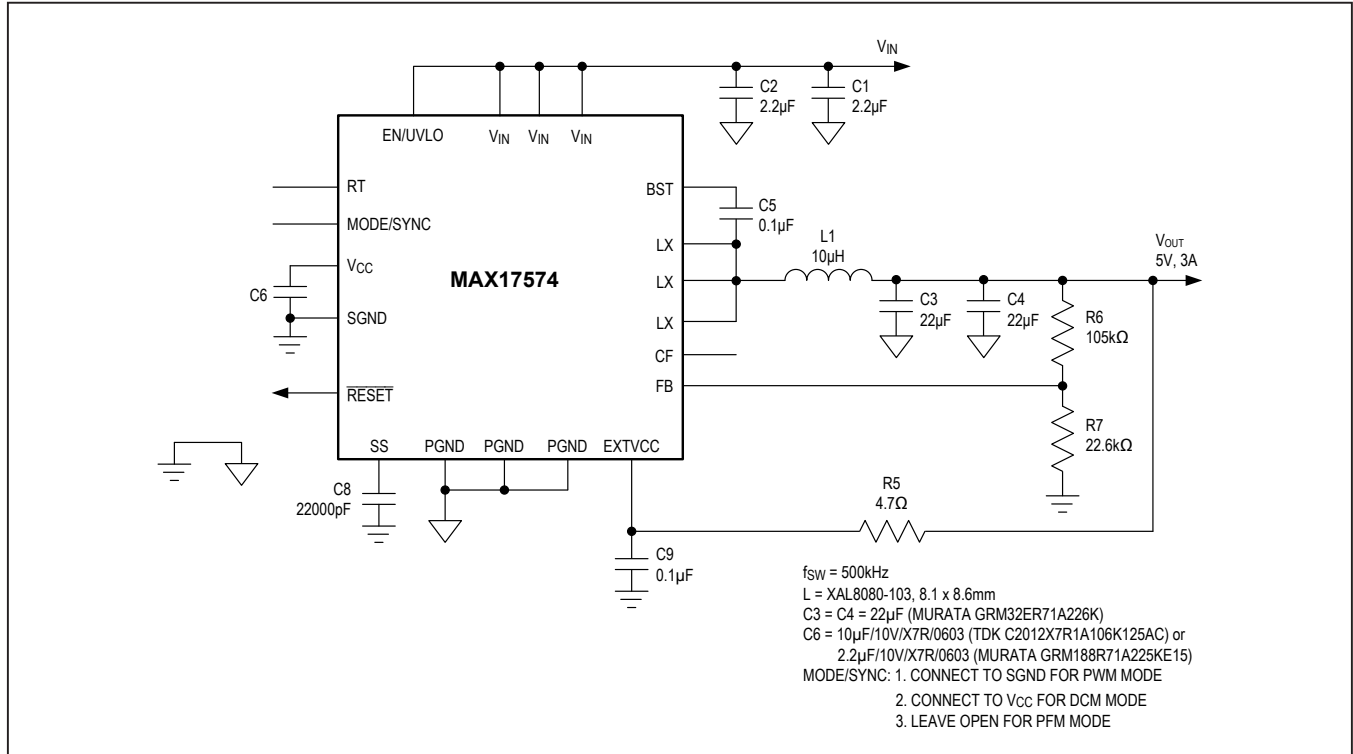 VIN
C2
2.2µF
C1
2.2µF
EN/UVLO
VIN
VIN
VIN
RT
MODE/SYNC
VCC
SGND
RESET
C6
MAX17574
BST
LX
LX
LX
CF
FB
C5
0.1µF
L1
10µH
C3
22µF
C4
22µF
VOUT
5V, 3A
R6
105kΩ
R7
22.6kΩ
SS
PGND
PGND
PGND
EXTVCC
C8
22000pF
R5
4.7Ω
C9
0.1µF
fSW = 500kHz
L = XAL8080-103, 8.1 x 8.6mm
C3 = C4 = 22µF (MURATA GRM32ER71A226K)
C6 = 10µF/10V/X7R/0603 (TDK C2012X7R1A106K125AC) or
2.2µF/10V/X7R/0603 (MURATA GRM188R71A225KE15)
MODE/SYNC: 1. CONNECT TO SGND FOR PWM MODE
2. CONNECT TO VCC FOR DCM MODE
3. LEAVE OPEN FOR PFM MODE